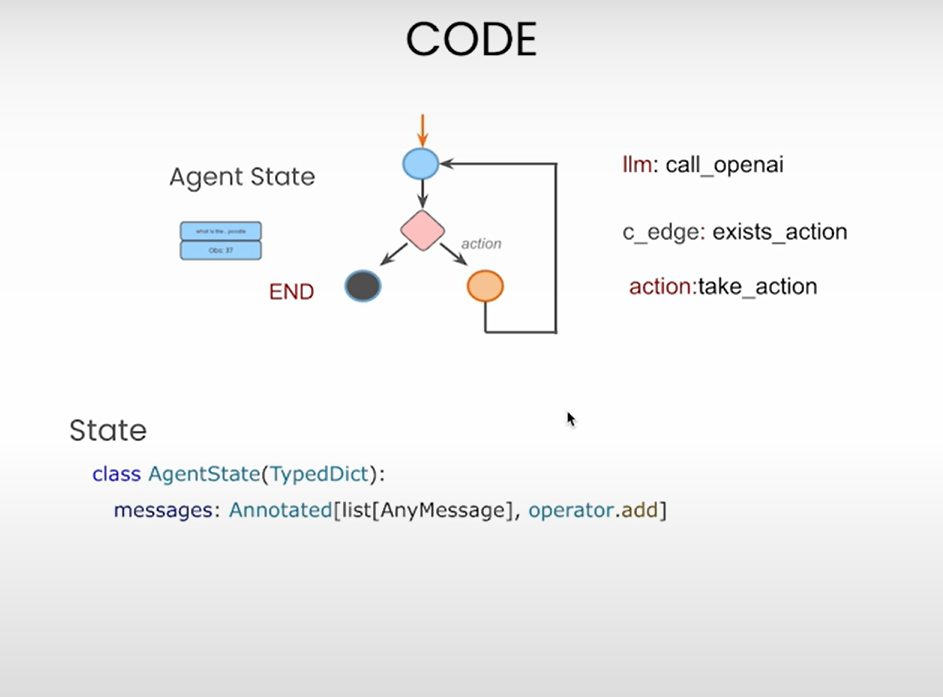 CODE
Agent State
what is the...poodle
Obs: 37
END
action
llm: call_openai
c_edge: exists_action
action:take_action
State
class AgentState(TypedDict):
messages: Annotated[list[AnyMessage], operator.add]